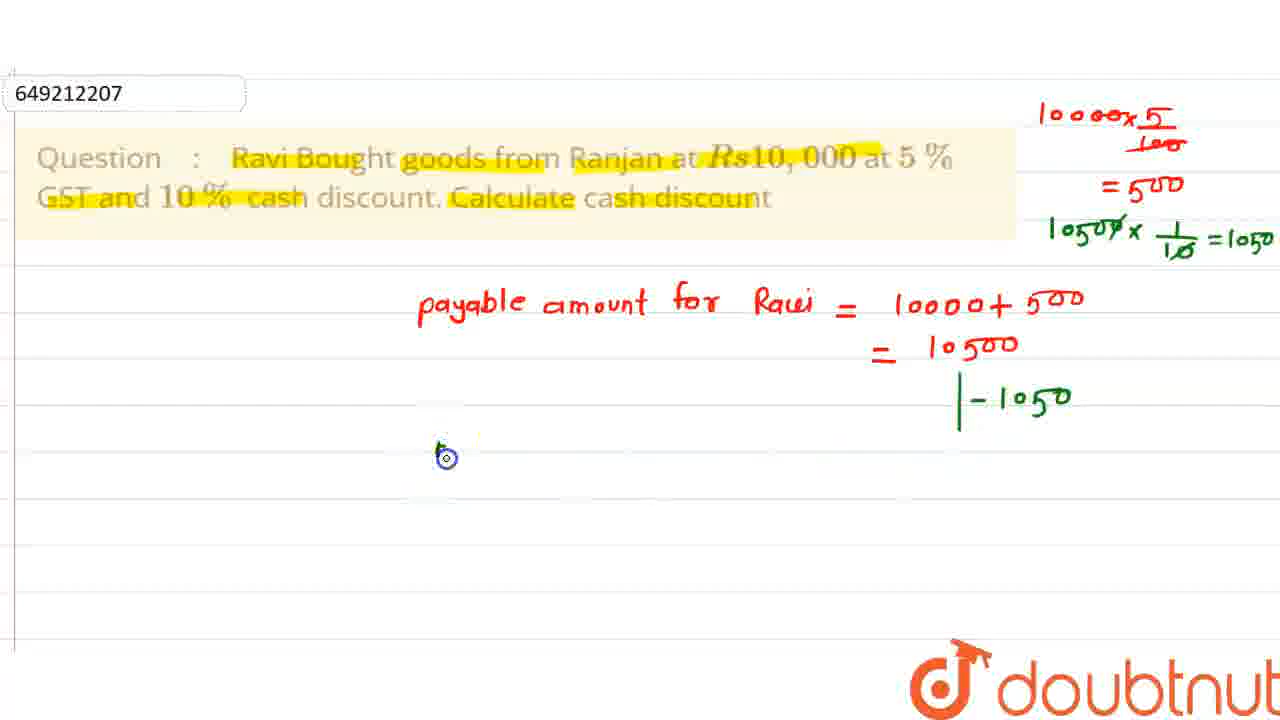 649212207
Question : Ravi Bought goods from Ranjan at Rs10, 000 at 5 %
GST and 10 % cash discount. Calculate cash discount
10000 × 5/100
= 500
10500 × 1/10 = 1050
payable amount for Ravi = 10000 + 500
= 10500
- 1050
doubtnut